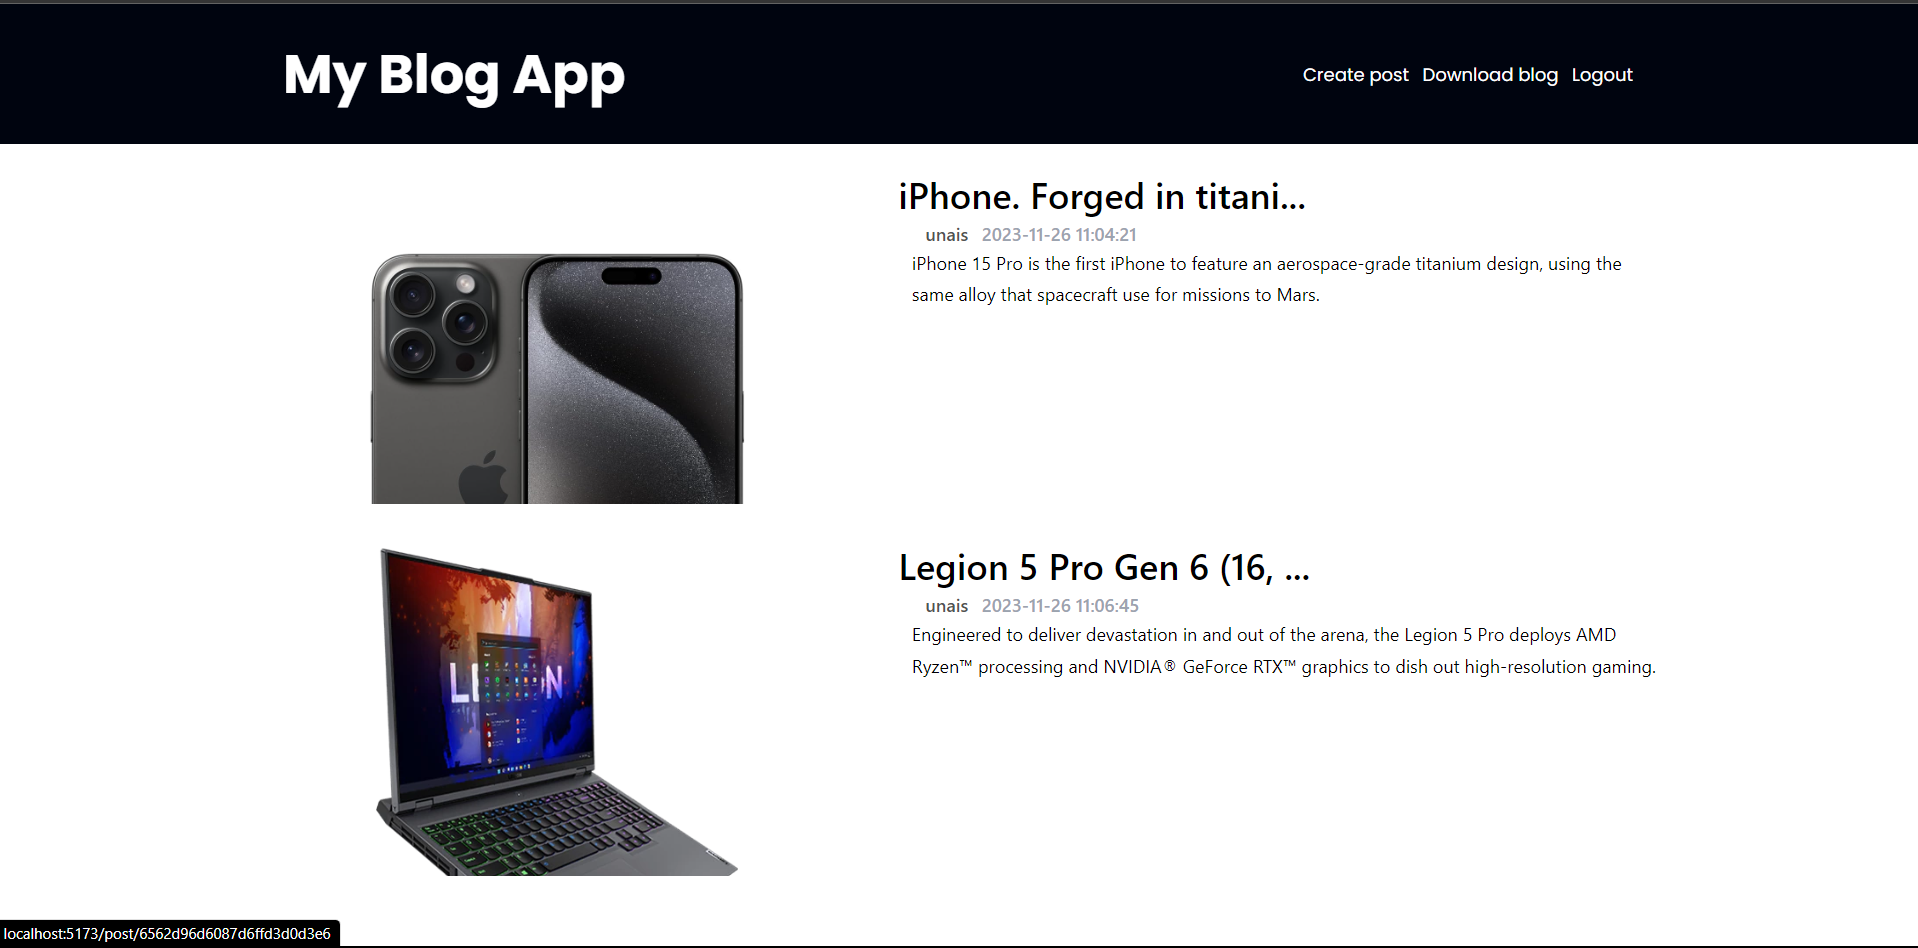 My Blog App
Create post Download blog Logout
iPhone. Forged in titani...
unais 2023-11-26 11:04:21
iPhone 15 Pro is the first iPhone to feature an aerospace-grade titanium design, using the
same alloy that spacecraft use for missions to Mars.
Legion 5 Pro Gen 6 (16, ...
unais 2023-11-26 11:06:45
Engineered to deliver devastation in and out of the arena, the Legion 5 Pro deploys AMD
Ryzen™ processing and NVIDIA® GeForce RTX™ graphics to dish out high-resolution gaming.
LEGION
localhost:5173/post/6562d96d6087d6ffd3d0d3e6